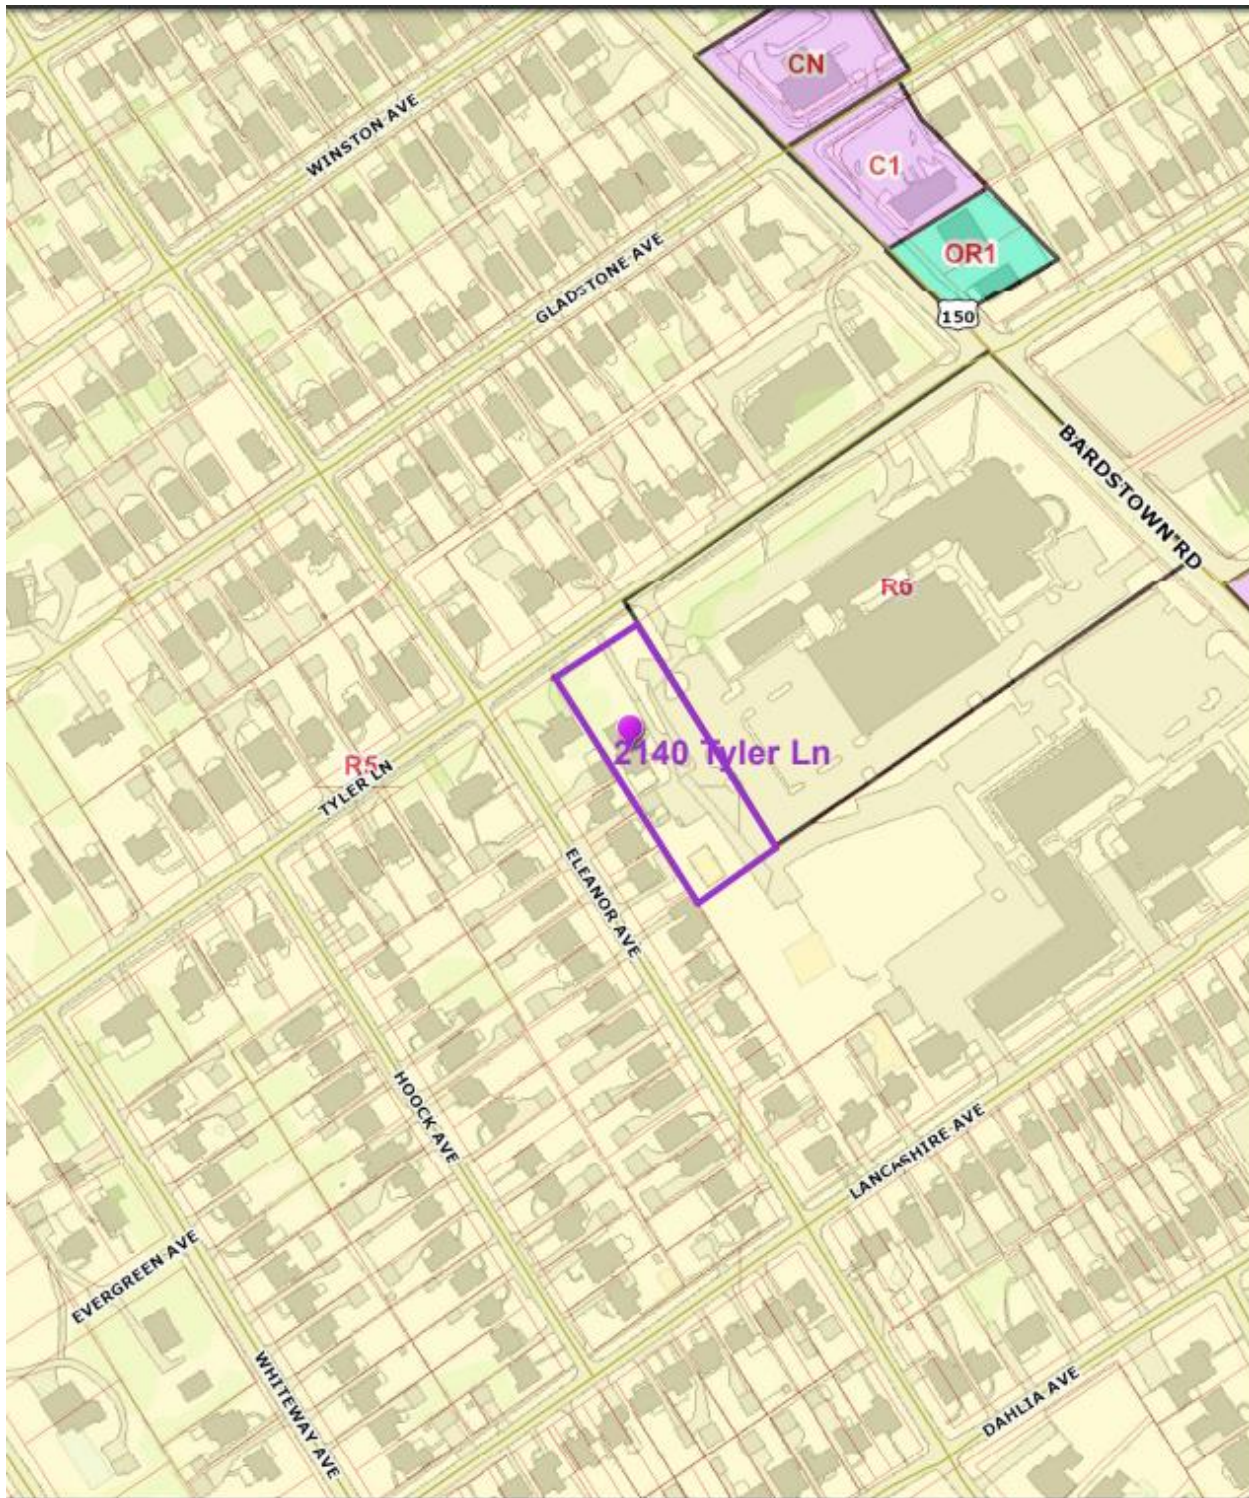 CN
WINSTON AVE
C1
GLADSTONE AVE
OR1
150
BARDSTOWN RD
R6
2140 Tyler Ln
R5
TYLER LN
ELEANOR AVE
HOOCK AVE
LANCASHIRE AVE
EVERGREEN AVE
WHITEWAY AVE
DAHLIA AVE